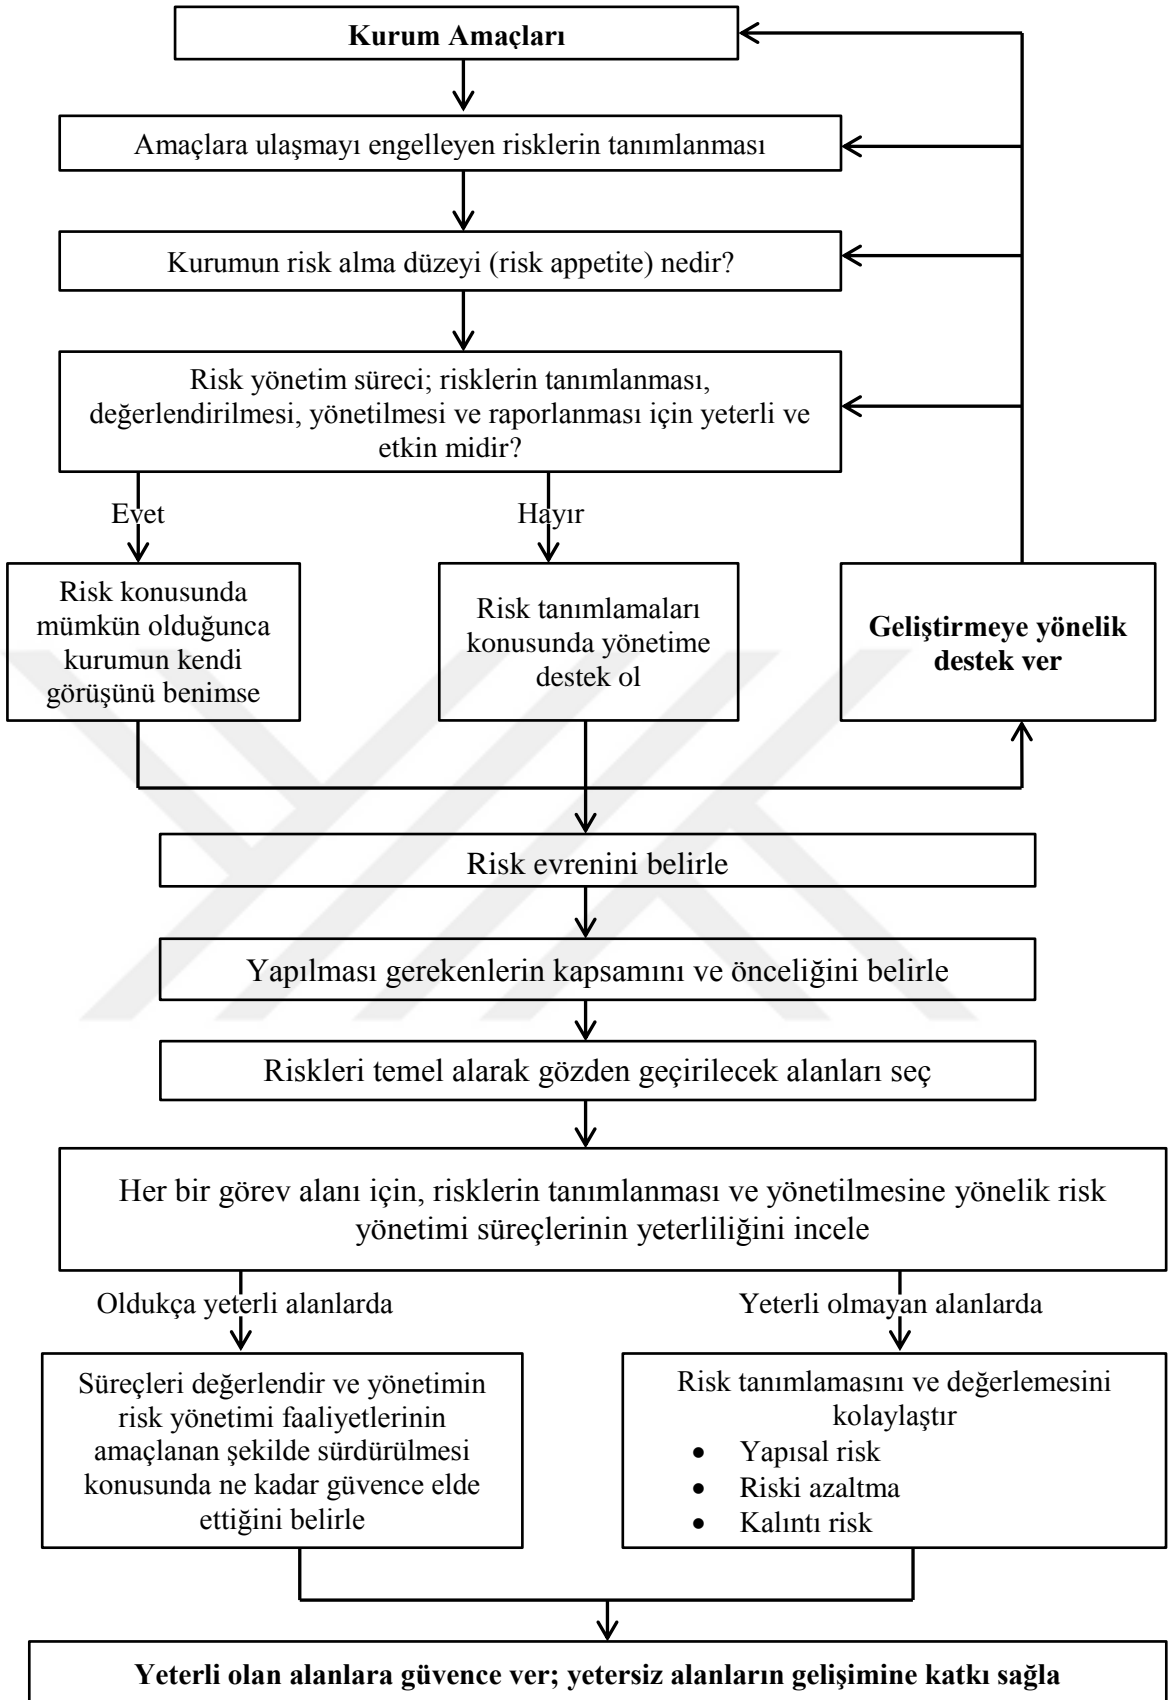 Kurum Amaçları
Amaçlara ulaşmayı engelleyen risklerin tanımlanması
Kurumun risk alma düzeyi (risk appetite) nedir?
Risk yönetim süreci; risklerin tanımlanması,
değerlendirilmesi, yönetilmesi ve raporlanması için yeterli ve
etkin midir?
Evet
Hayır
Risk konusunda
mümkün olduğunca
kurumun kendi
görüşünü benimse
Risk tanımlamaları
konusunda yönetime
destek ol
Geliştirmeye yönelik
destek ver
Risk evrenini belirle
Yapılması gerekenlerin kapsamını ve önceliğini belirle
Riskleri temel alarak gözden geçirilecek alanları seç
Her bir görev alanı için, risklerin tanımlanması ve yönetilmesine yönelik risk
yönetimi süreçlerinin yeterliliğini incele
Oldukça yeterli alanlarda
Yeterli olmayan alanlarda
Süreçleri değerlendir ve yönetimin
risk yönetimi faaliyetlerinin
amaçlanan şekilde sürdürülmesi
konusunda ne kadar güvence elde
ettiğini belirle
Risk tanımlamasını ve değerlemesini
kolaylaştır
• Yapısal risk
• Riski azaltma
• Kalıntı risk
Yeterli olan alanlara güvence ver; yetersiz alanların gelişimine katkı sağla